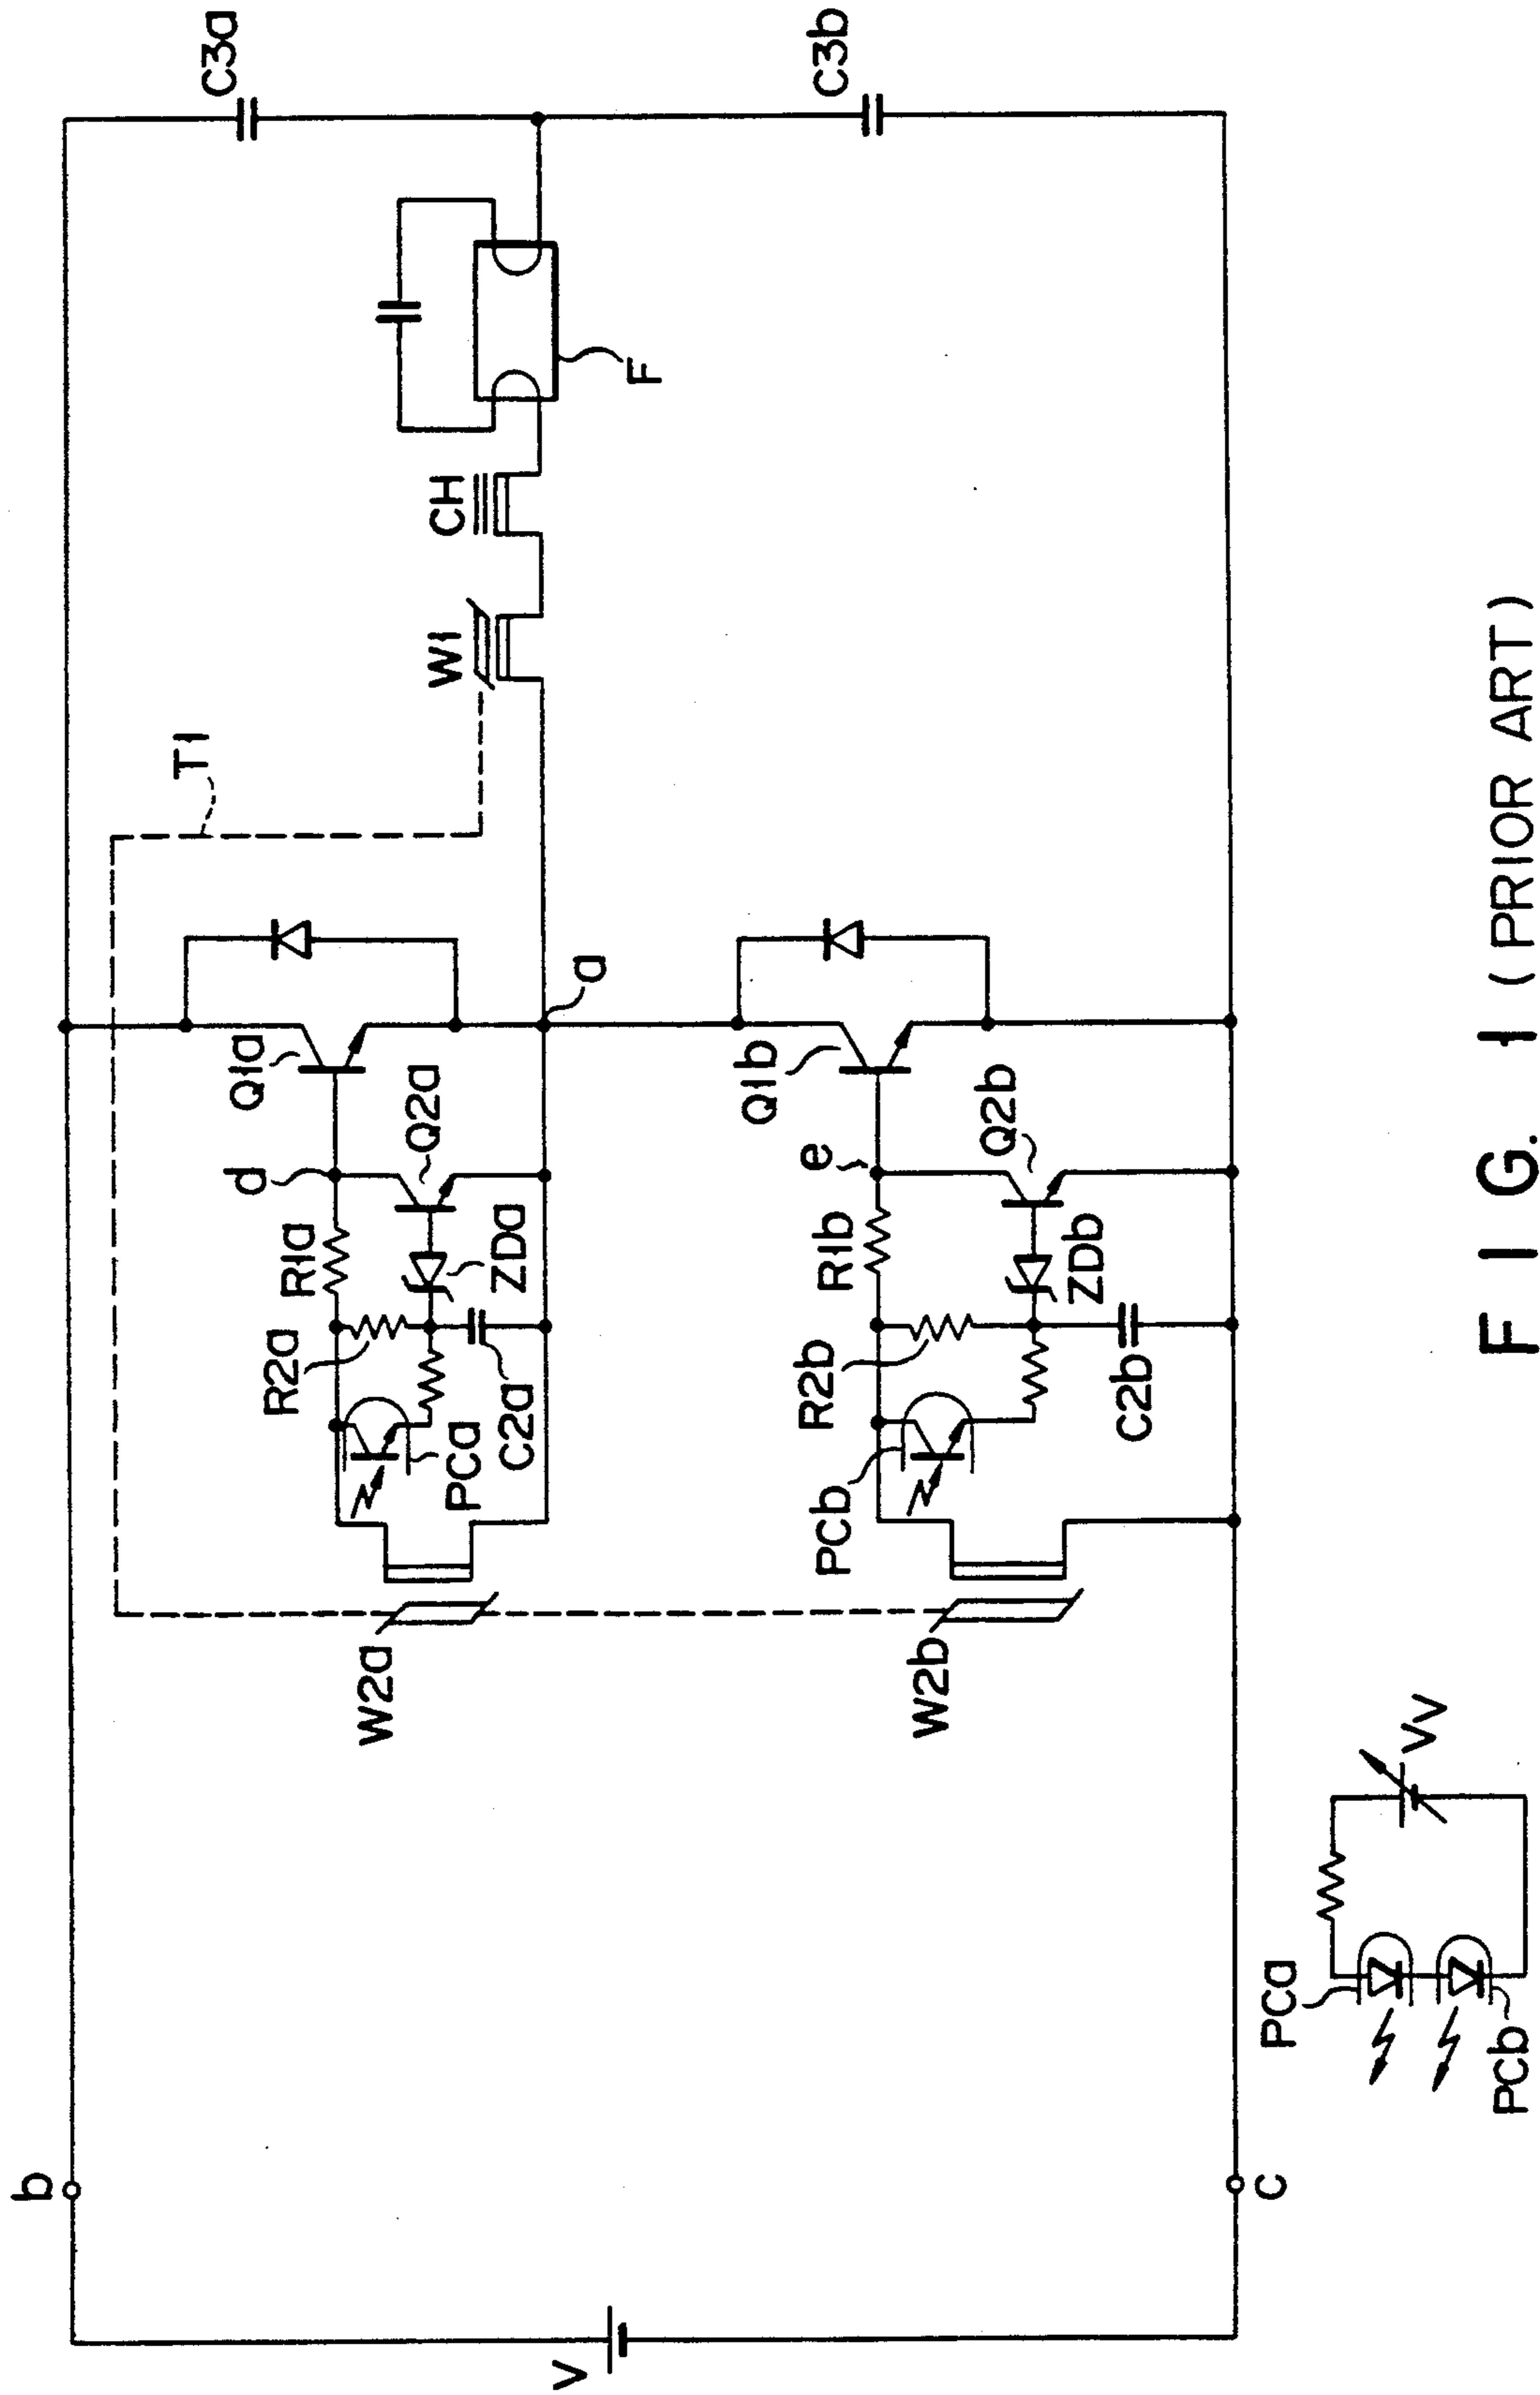 b
V
c
T1
W2a
W2b
PCa
R2a
R1a
d
Q1a
Q2a
ZDa
C2a
a
W1
CH
F
C3a
C3b
PCb
R2b
R1b
e
Q1b
Q2b
ZDb
C2b
PCa
PCb
Vv
FIG. 1 (PRIOR ART)